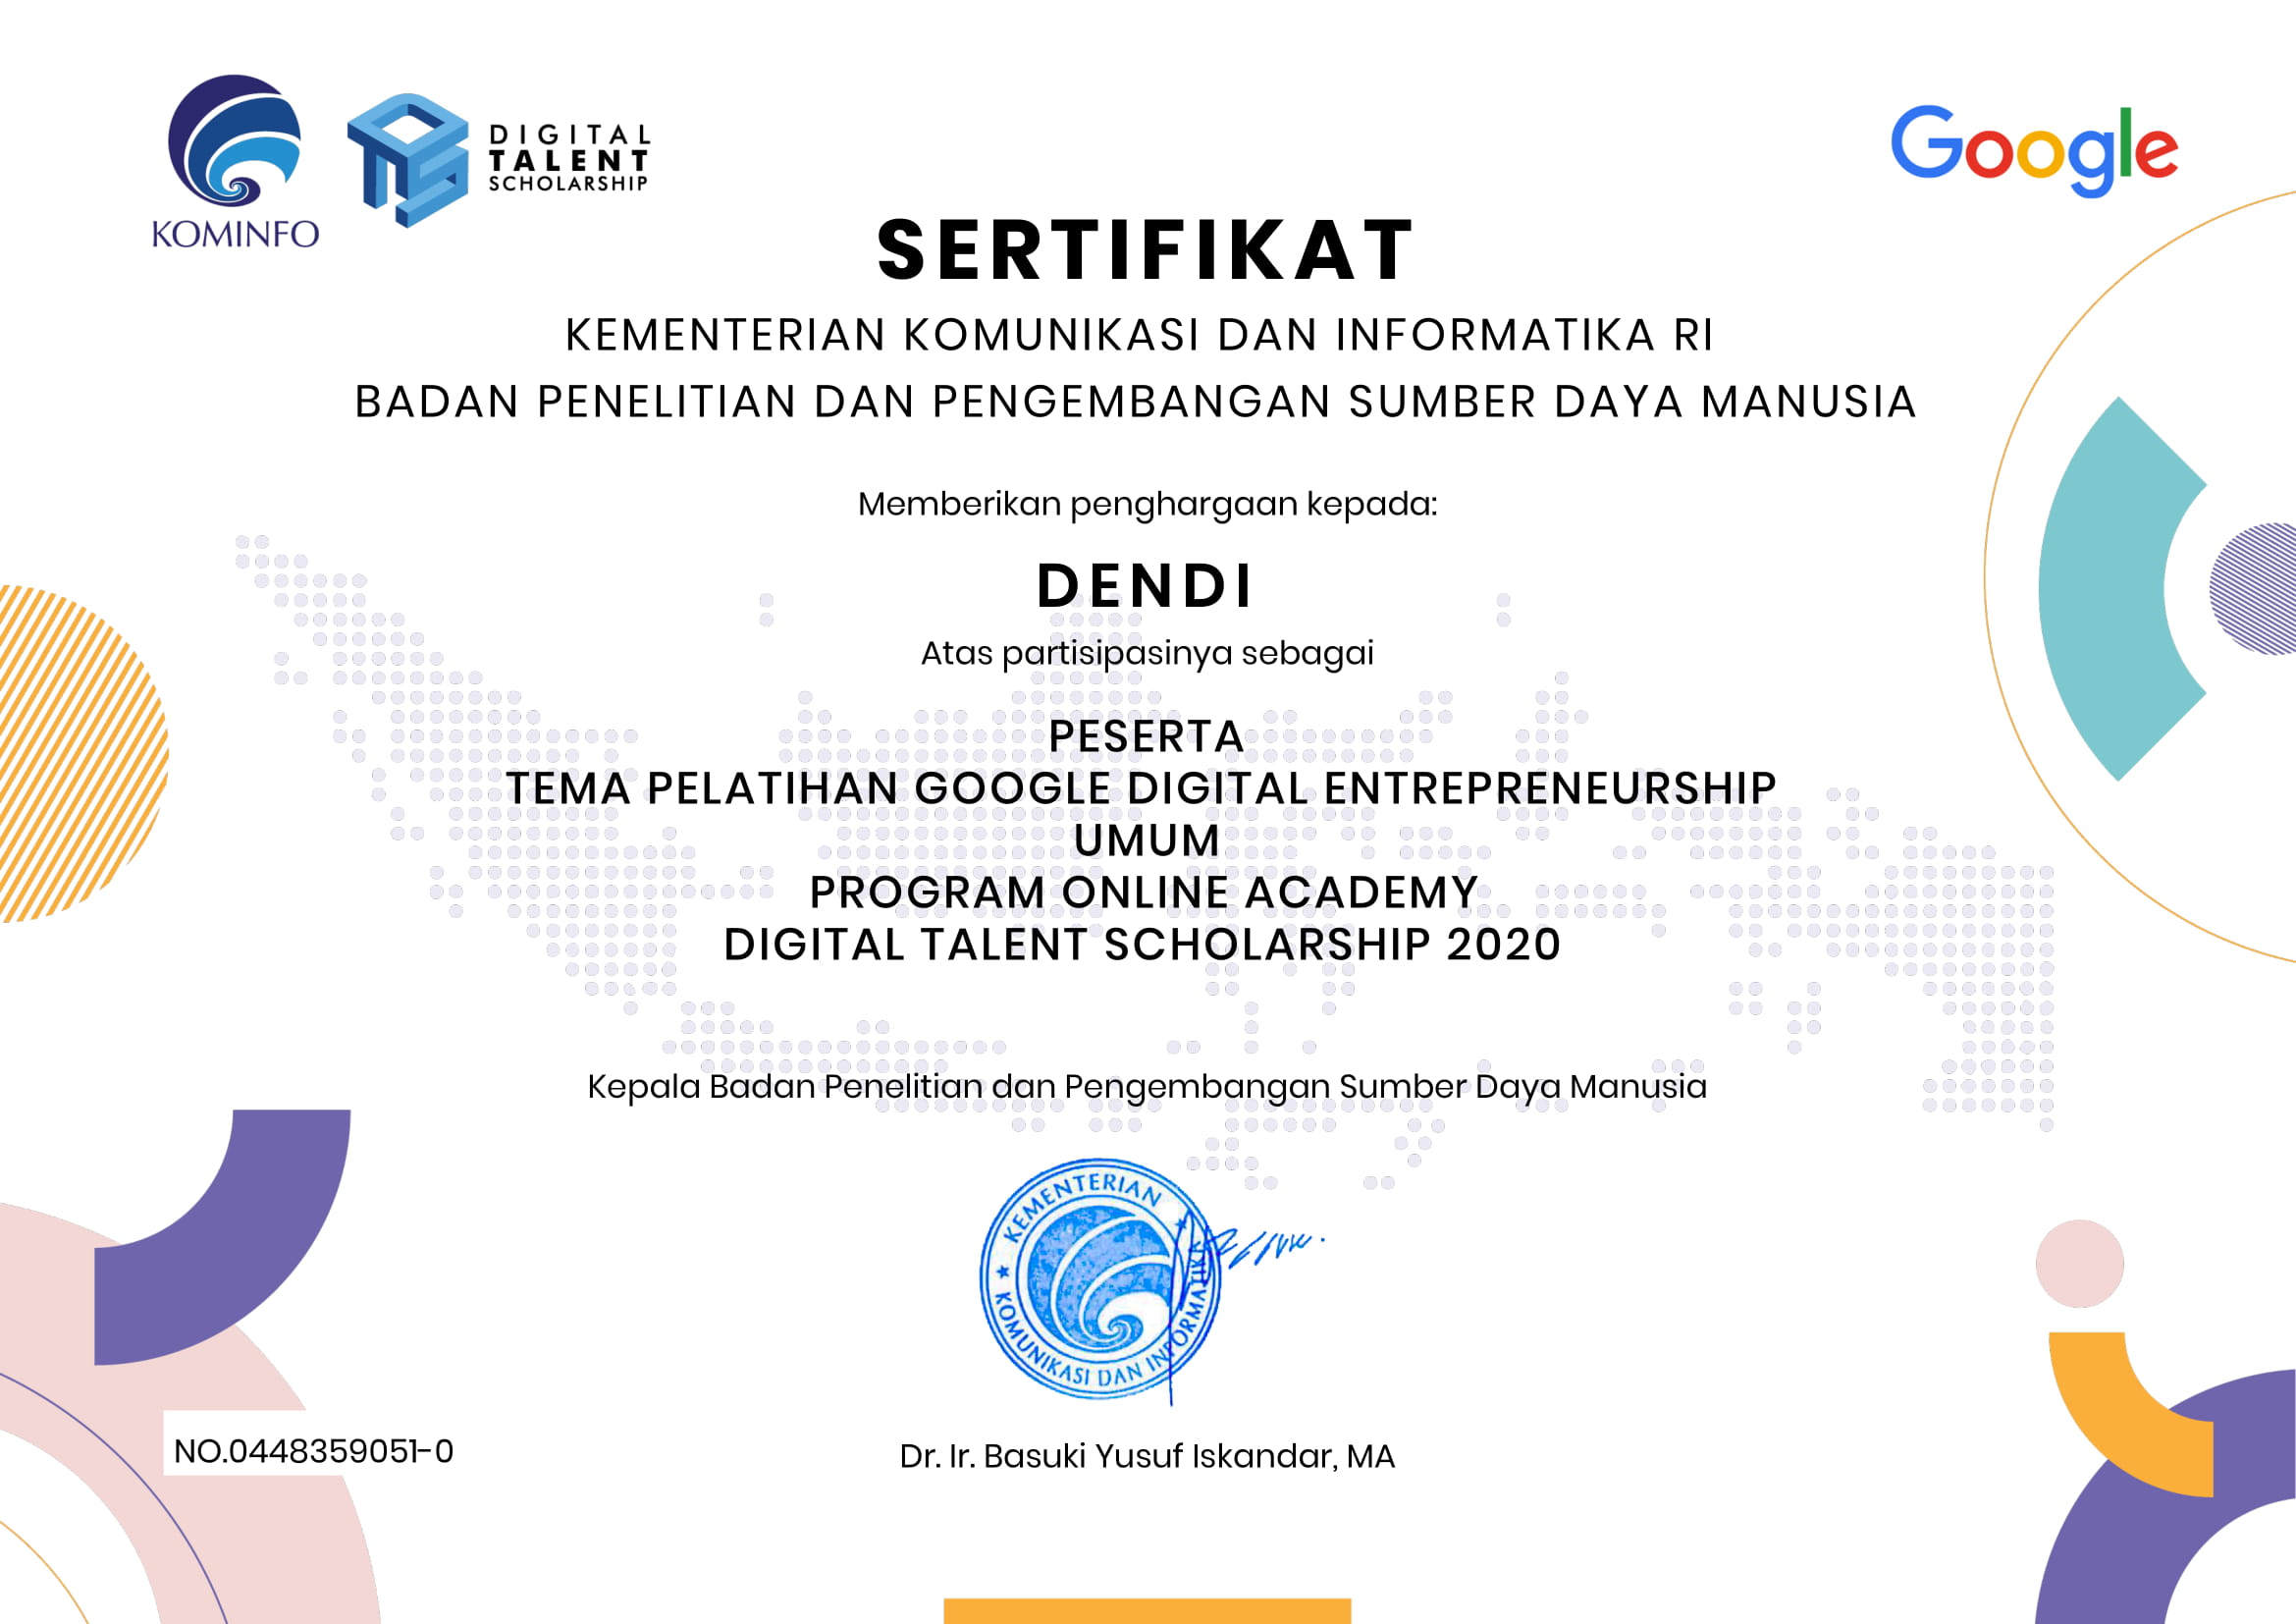 KOMINFO
DIGITAL
TALENT
SCHOLARSHIP
Google
SERTIFIKAT
KEMENTERIAN KOMUNIKASI DAN INFORMATIKA RI
BADAN PENELITIAN DAN PENGEMBANGAN SUMBER DAYA MANUSIA
Memberikan penghargaan kepada:
DENDI
Atas partisipasinya sebagai
PESERTA
TEMA PELATIHAN GOOGLE DIGITAL ENTREPRENEURSHIP
UMUM
PROGRAM ONLINE ACADEMY
DIGITAL TALENT SCHOLARSHIP 2020
Kepala Badan Penelitian dan Pengembangan Sumber Daya Manusia
KEMENTERIAN
KOMUNIKASI DAN INFORMATIKA
NO.0448359051-0
Dr. Ir. Basuki Yusuf Iskandar, MA